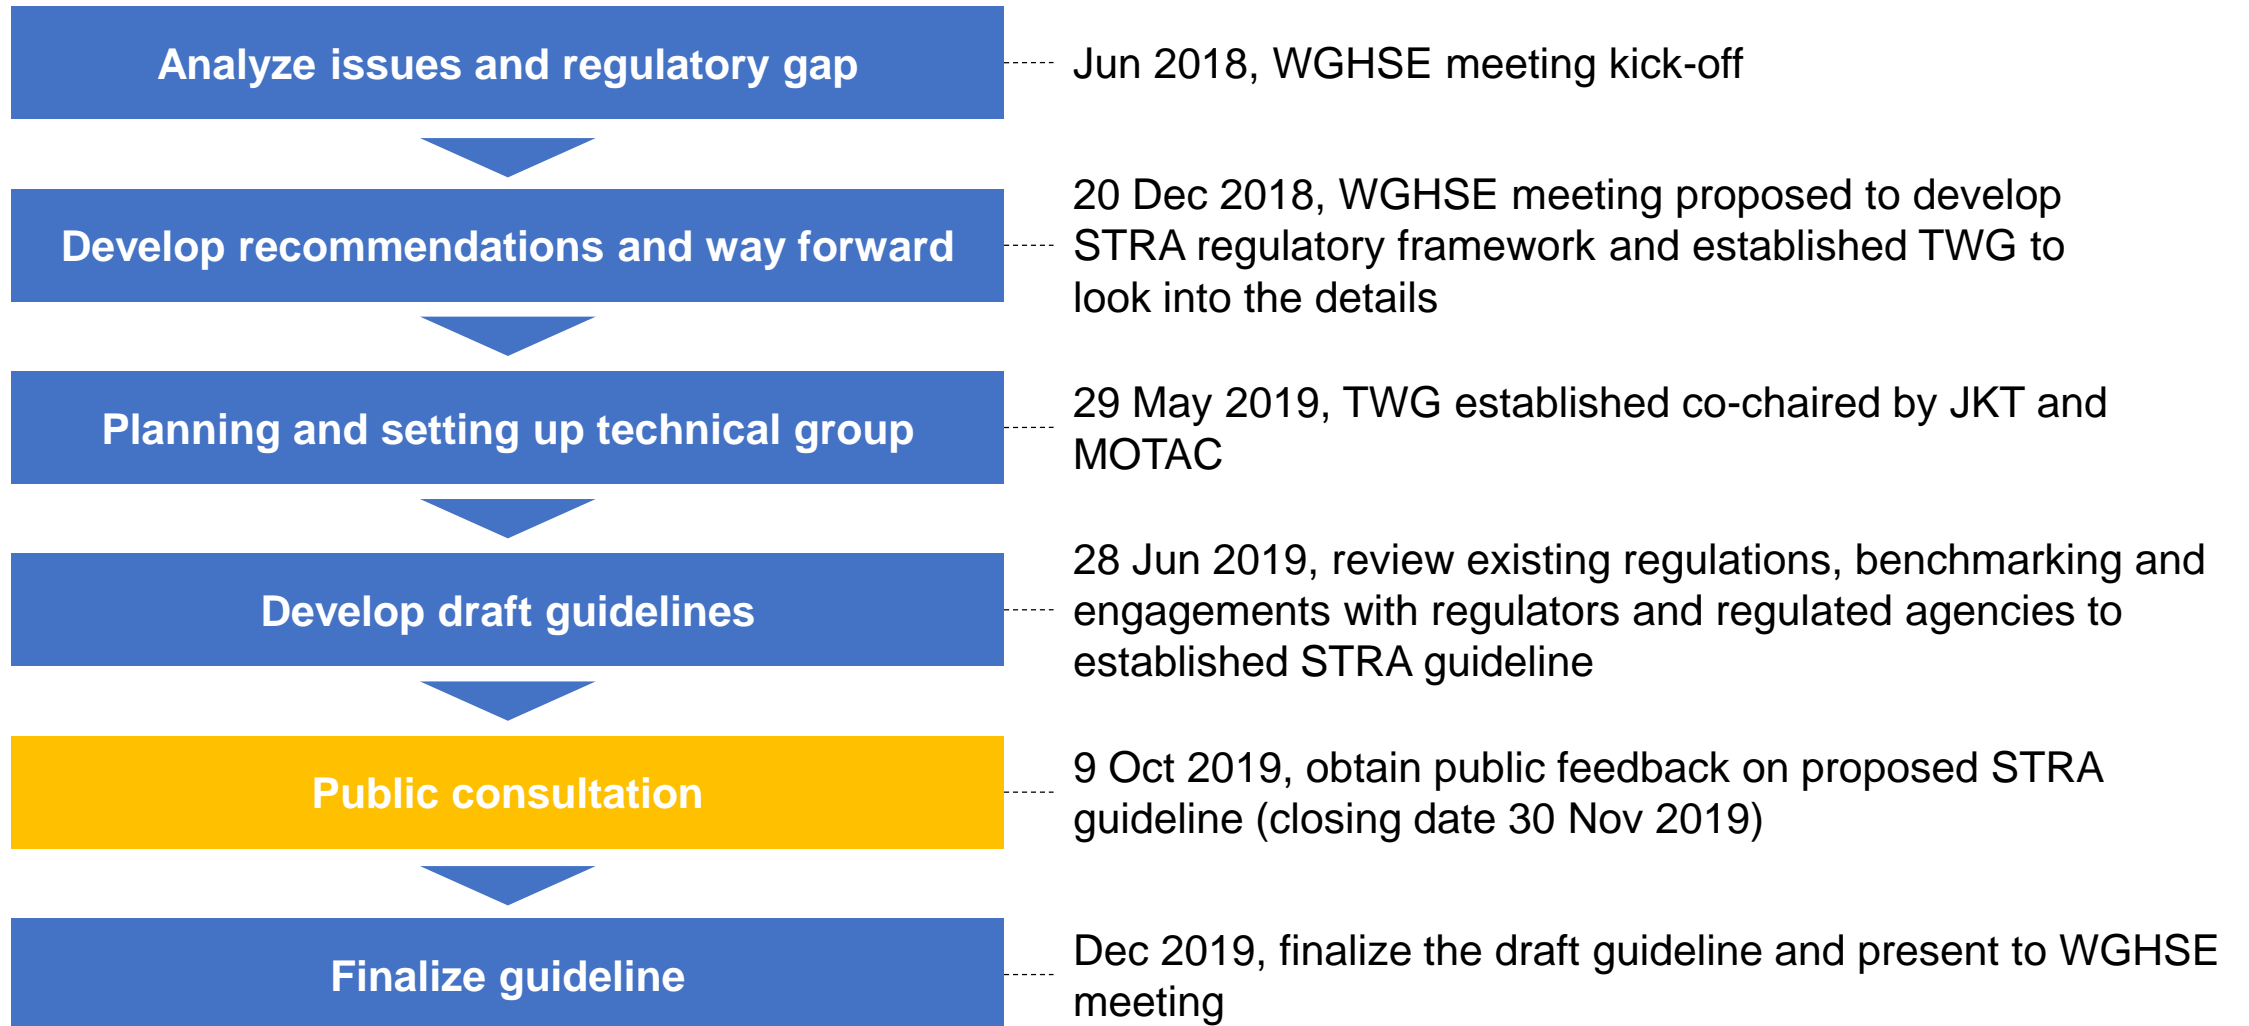 Analyze issues and regulatory gap
Jun 2018, WGHSE meeting kick-off
Develop recommendations and way forward
20 Dec 2018, WGHSE meeting proposed to develop
STRA regulatory framework and established TWG to
look into the details
Planning and setting up technical group
29 May 2019, TWG established co-chaired by JKT and
MOTAC
Develop draft guidelines
28 Jun 2019, review existing regulations, benchmarking and
engagements with regulators and regulated agencies to
established STRA guideline
Public consultation
9 Oct 2019, obtain public feedback on proposed STRA
guideline (closing date 30 Nov 2019)
Finalize guideline
Dec 2019, finalize the draft guideline and present to WGHSE
meeting